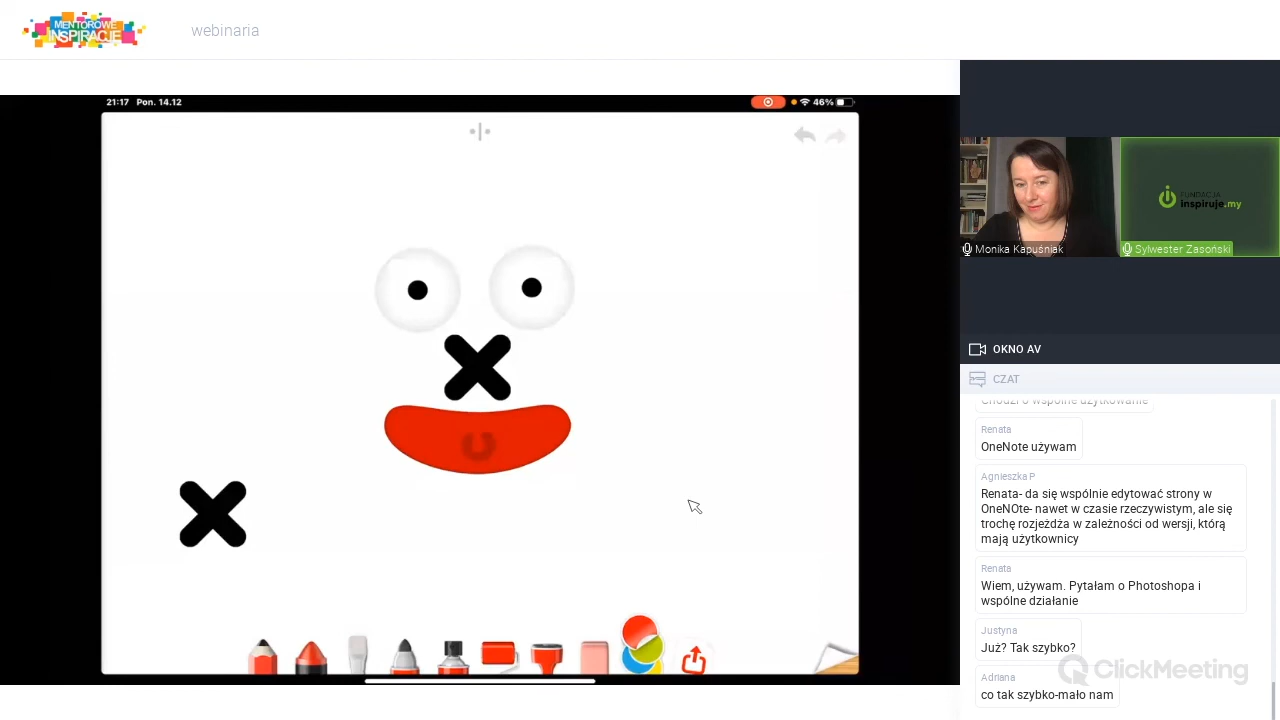 MENTOROWE
INSPIRACJE
webinaria
21:17 Pon. 14.12
46%
FUNDACJA
inspiruje.my
Monika Kapuśniak
Sylwester Zasoński
OKNO AV
CZAT
Chodzi o wspólne użytkowanie
Renata
OneNote używam
Agnieszka P
Renata- da się wspólnie edytować strony w
OneNOte- nawet w czasie rzeczywistym, ale się
trochę rozjeżdża w zależności od wersji, którą
mają użytkownicy
Renata
Wiem, używam. Pytałam o Photoshopa i
wspólne działanie
Justyna
Już? Tak szybko?
Adriana
co tak szybko-mało nam
ClickMeeting